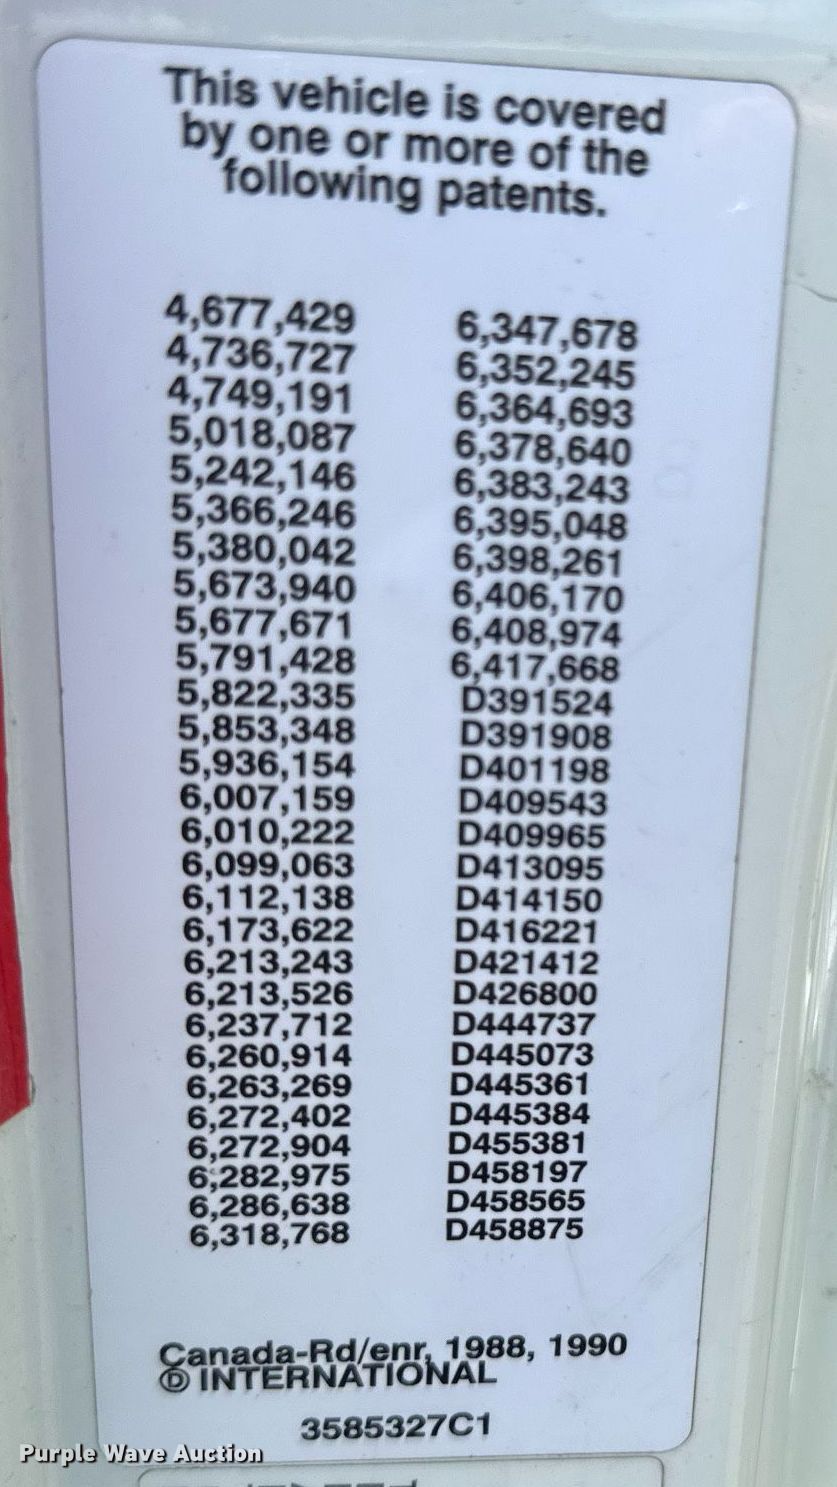 This vehicle is covered
by one or more of the
following patents.
4,677,429
4,736,727
4,749,191
5,018,087
5,242,146
5,366,246
5,380,042
5,673,940
5,677,671
5,791,428
5,822,335
5,853,348
5,936,154
6,007,159
6,010,222
6,099,063
6,112,138
6,173,622
6,213,243
6,213,526
6,237,712
6,260,914
6,263,269
6,272,402
6,272,904
6,282,975
6,286,638
6,318,768
6,347,678
6,352,245
6,364,693
6,378,640
6,383,243
6,395,048
6,398,261
6,406,170
6,408,974
6,417,668
D391524
D391908
D401198
D409543
D409965
D413095
D414150
D416221
D421412
D426800
D444737
D445073
D445361
D445384
D455381
D458197
D458565
D458875
Canada-Rd/enr, 1988, 1990
Ⓓ INTERNATIONAL
3585327C1
Purple Wave Auction